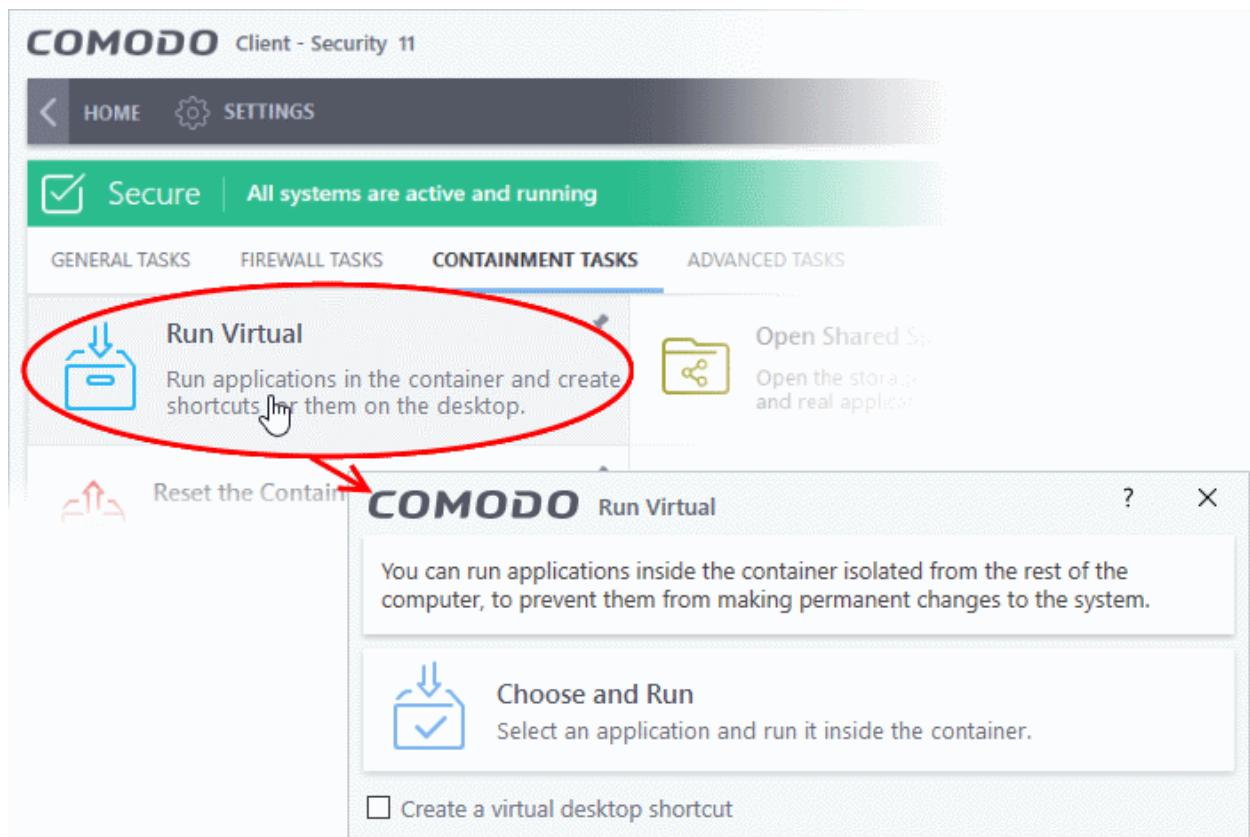 COMODO Client - Security 11
HOME SETTINGS
Secure All systems are active and running
GENERAL TASKS FIREWALL TASKS CONTAINMENT TASKS ADVANCED TASKS
Run Virtual
Run applications in the container and create
shortcuts for them on the desktop.
Open Shared
Open the
and real
Reset the
COMODO Run Virtual ?
You can run applications inside the container isolated from the rest of the
computer, to prevent them from making permanent changes to the system.
Choose and Run
Select an application and run it inside the container.
Create a virtual desktop shortcut